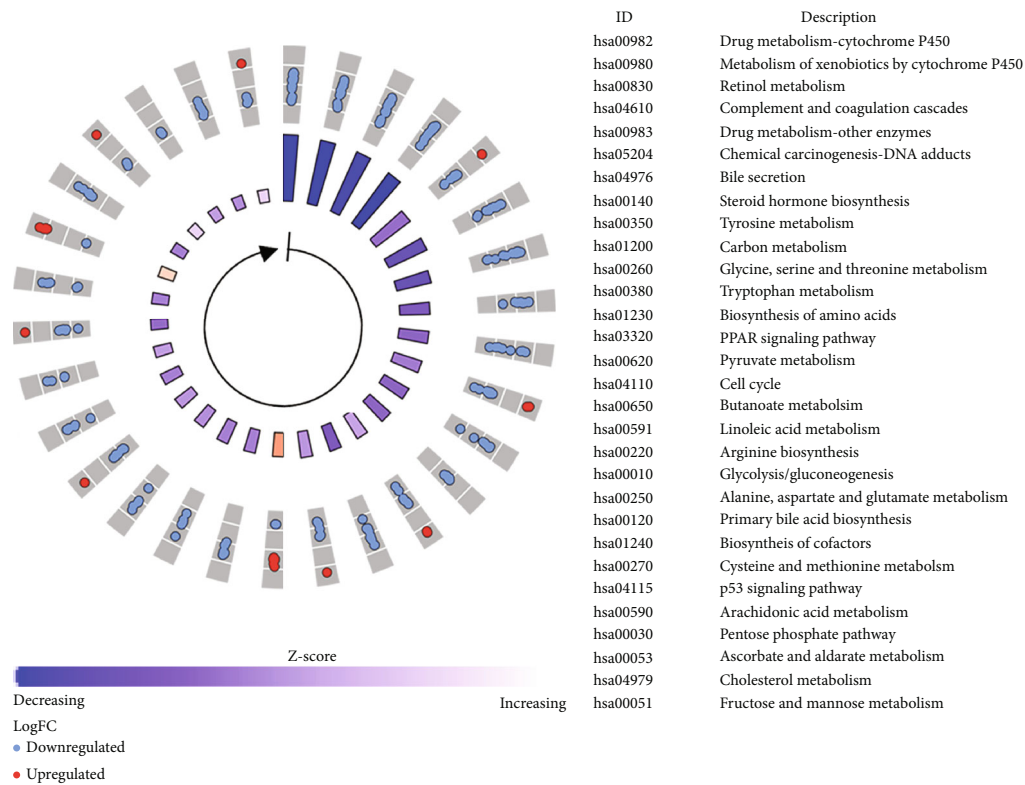 ID Description
hsa00982 Drug metabolism-cytochrome P450
hsa00980 Metabolism of xenobiotics by cytochrome P450
hsa00830 Retinol metabolism
hsa04610 Complement and coagulation cascades
hsa00983 Drug metabolism-other enzymes
hsa05204 Chemical carcinogenesis-DNA adducts
hsa04976 Bile secretion
hsa00140 Steroid hormone biosynthesis
hsa00350 Tyrosine metabolism
hsa01200 Carbon metabolism
hsa00260 Glycine, serine and threonine metabolism
hsa00380 Tryptophan metabolism
hsa01230 Biosynthesis of amino acids
hsa03320 PPAR signaling pathway
hsa00620 Pyruvate metabolism
hsa04110 Cell cycle
hsa00650 Butanoate metabolsim
hsa00591 Linoleic acid metabolism
hsa00220 Arginine biosynthesis
hsa00010 Glycolysis/gluconeogenesis
hsa00250 Alanine, aspartate and glutamate metabolism
hsa00120 Primary bile acid biosynthesis
hsa01240 Biosyntheis of cofactors
hsa00270 Cysteine and methionine metabolsm
hsa04115 p53 signaling pathway
hsa00590 Arachidonic acid metabolism
hsa00030 Pentose phosphate pathway
hsa00053 Ascorbate and aldarate metabolism
hsa04979 Cholesterol metabolism
hsa00051 Fructose and mannose metabolism
Z-score
Decreasing Increasing
LogFC
Downregulated
Upregulated